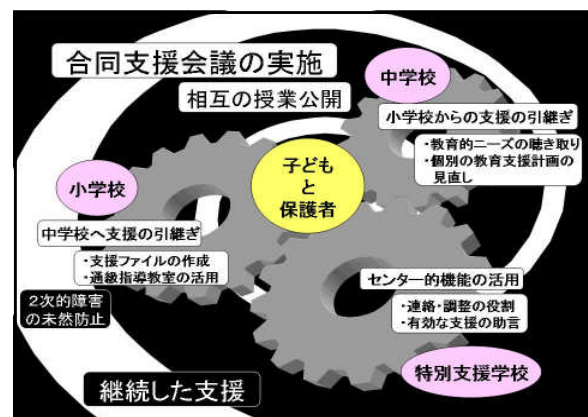 合同支援会議の実施
相互の授業公開
中学校
小学校からの支援の引継ぎ
・教育的ニーズの聴き取り
・個別の教育支援計画の
見直し
子ども
と
保護者
小学校
中学校へ支援の引継ぎ
・支援ファイルの作成
・通級指導教室の活用
2次的障害
の未然防止
センター的機能の活用
・連絡・調整の役割
・有効な支援の助言
特別支援学校
継続した支援